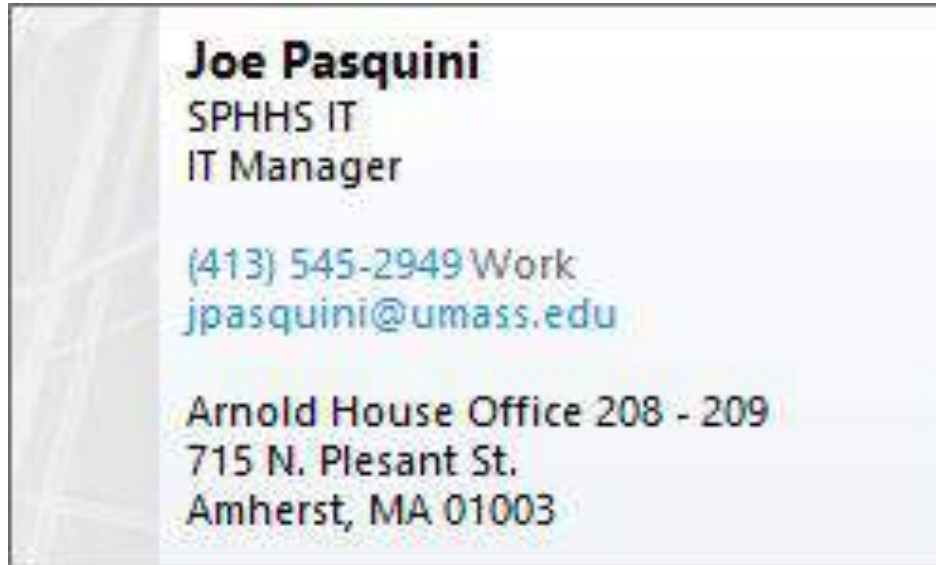 Joe Pasquini
SPHHS IT
IT Manager
(413) 545-2949 Work
jpasquini@umass.edu
Arnold House Office 208 - 209
715 N. Plesant St.
Amherst, MA 01003